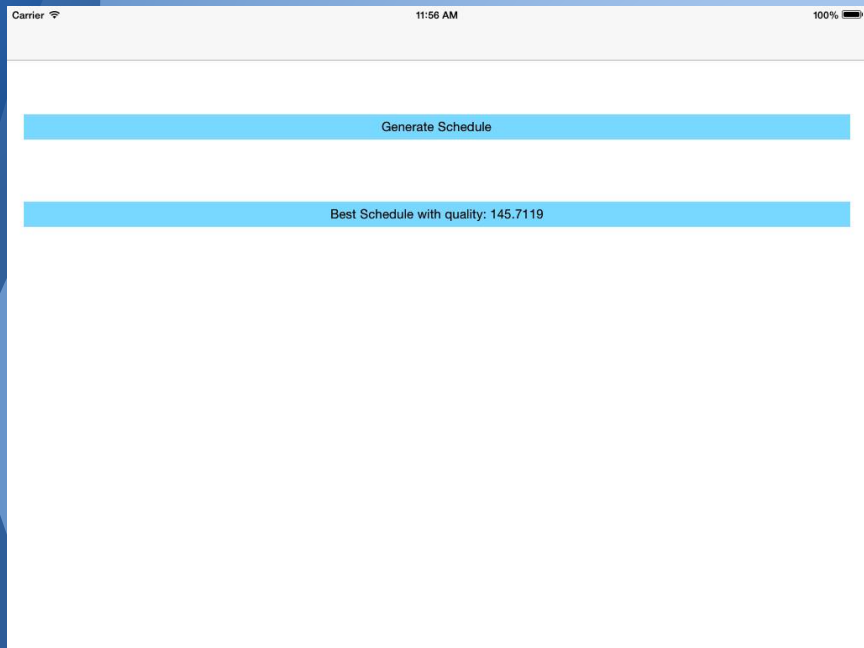 Carrier 11:56 AM 100%
Generate Schedule
Best Schedule with quality: 145.7119